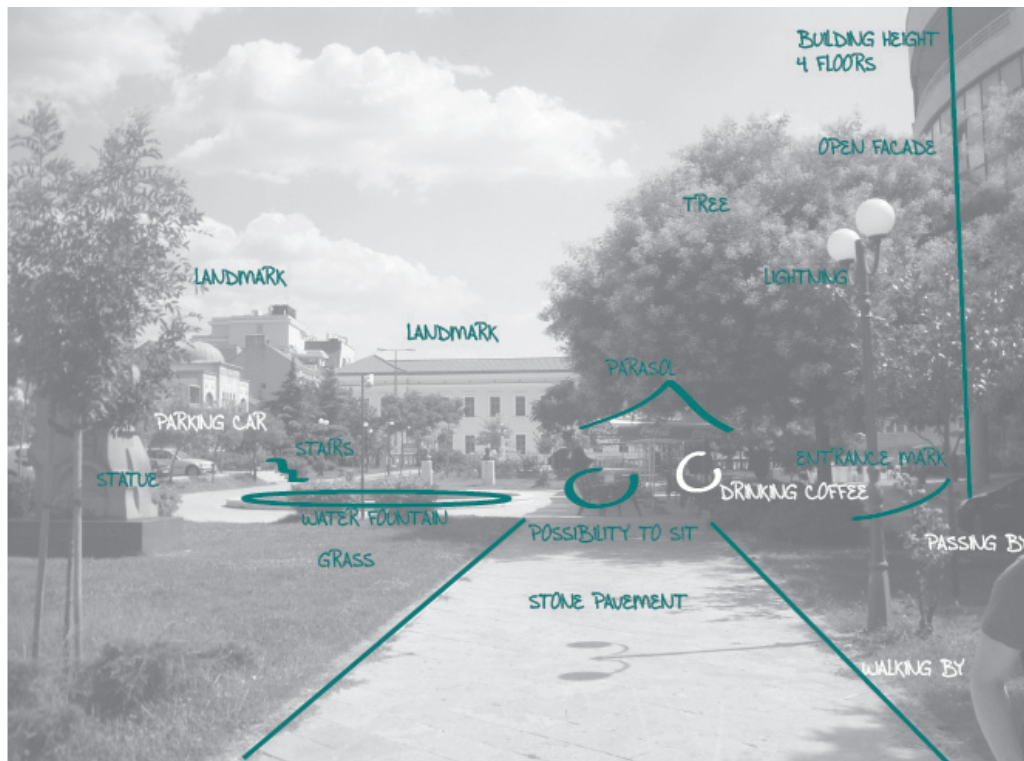 BUILDING HEIGHT
4 FLOORS
OPEN FACADE
TREE
LANDMARK
LIGHTNING
LANDMARK
PARASOL
PARKING CAR
STAIRS
ENTRANCE MARK
STATUE
DRINKING COFFEE
WATER FOUNTAIN
POSSIBILITY TO SIT
PASSING BY
GRASS
STONE PAVEMENT
WALKING BY